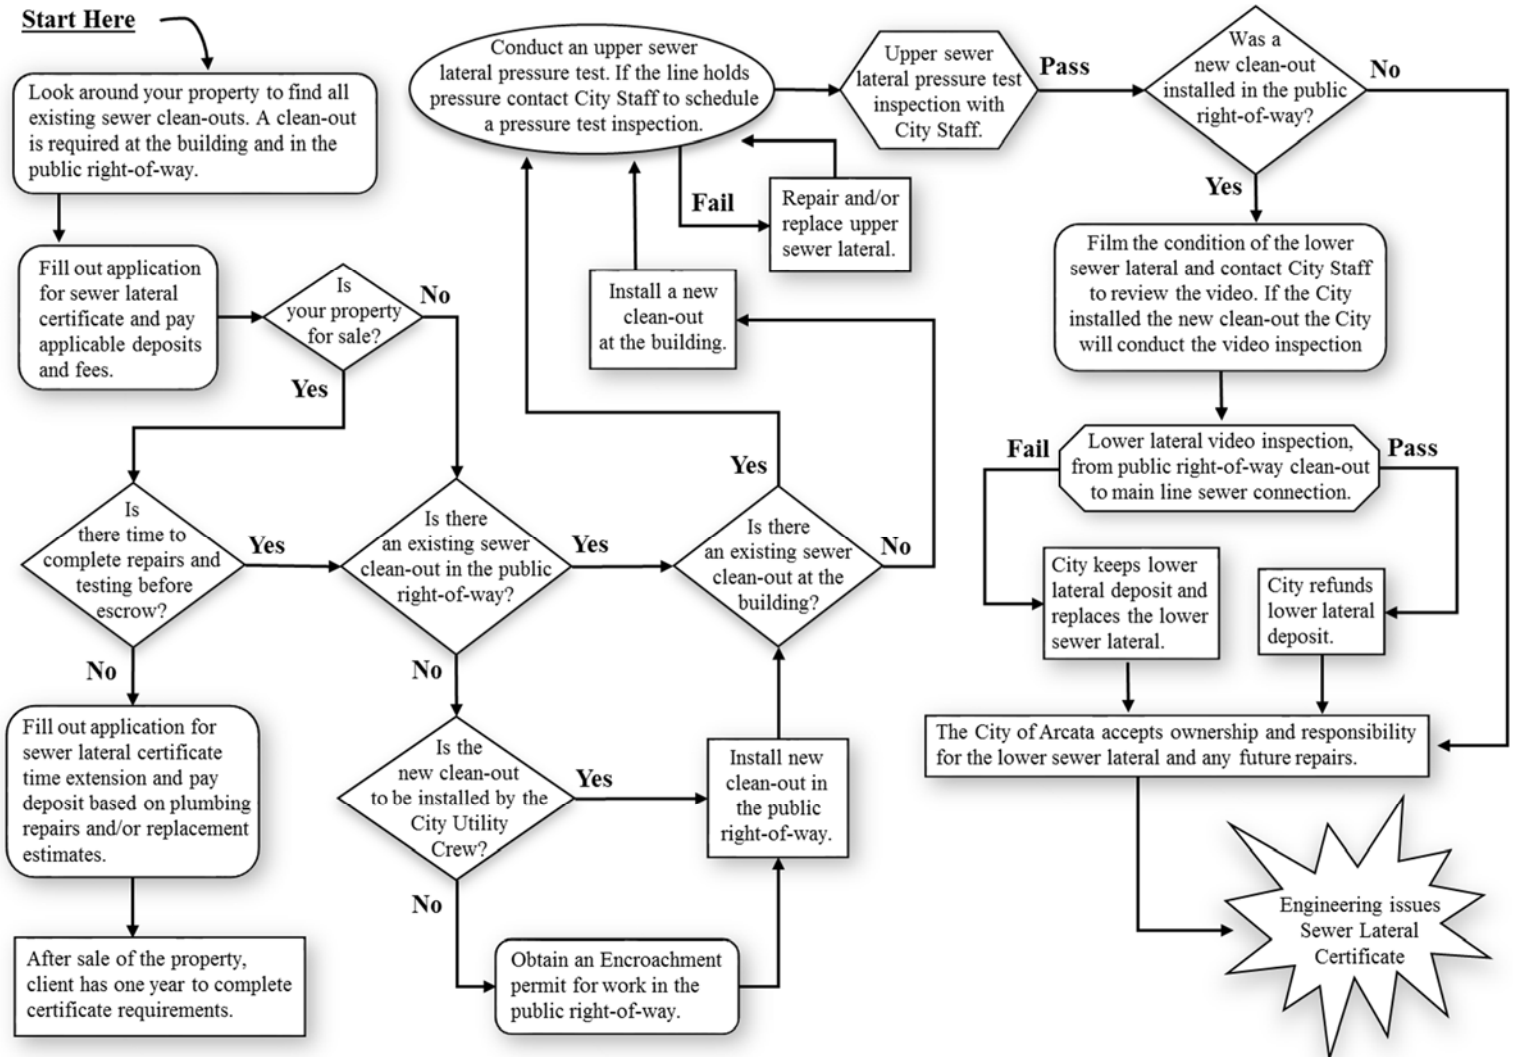 Start Here
Look around your property to find all
existing sewer clean-outs. A clean-out
is required at the building and in the
public right-of-way.
Fill out application
for sewer lateral
certificate and pay
applicable deposits
and fees.
Is
your property
for sale?
No
Yes
Is
there time to
complete repairs and
testing before
escrow?
Yes
No
Fill out application for
sewer lateral certificate
time extension and pay
deposit based on plumbing
repairs and/or replacement
estimates.
After sale of the property,
client has one year to complete
certificate requirements.
Is there
an existing sewer
clean-out in the public
right-of-way?
Yes
No
Is the
new clean-out
to be installed by the
City Utility
Crew?
Yes
No
Obtain an Encroachment
permit for work in the
public right-of-way.
Install new
clean-out in
the public
right-of-way.
Is there
an existing sewer
clean-out at the
building?
Yes
No
Install a new
clean-out
at the building.
Conduct an upper sewer
lateral pressure test. If the line holds
pressure contact City Staff to schedule
a pressure test inspection.
Fail
Repair and/or
replace upper
sewer lateral.
Upper sewer
lateral pressure test
inspection with
City Staff.
Pass
Was a
new clean-out
installed in the public
right-of-way?
No
Yes
Film the condition of the lower
sewer lateral and contact City Staff
to review the video. If the City
installed the new clean-out the City
will conduct the video inspection
Lower lateral video inspection,
from public right-of-way clean-out
to main line sewer connection.
Fail
Pass
City keeps lower
lateral deposit and
replaces the lower
sewer lateral.
City refunds
lower lateral
deposit.
The City of Arcata accepts ownership and responsibility
for the lower sewer lateral and any future repairs.
Engineering issues
Sewer Lateral
Certificate